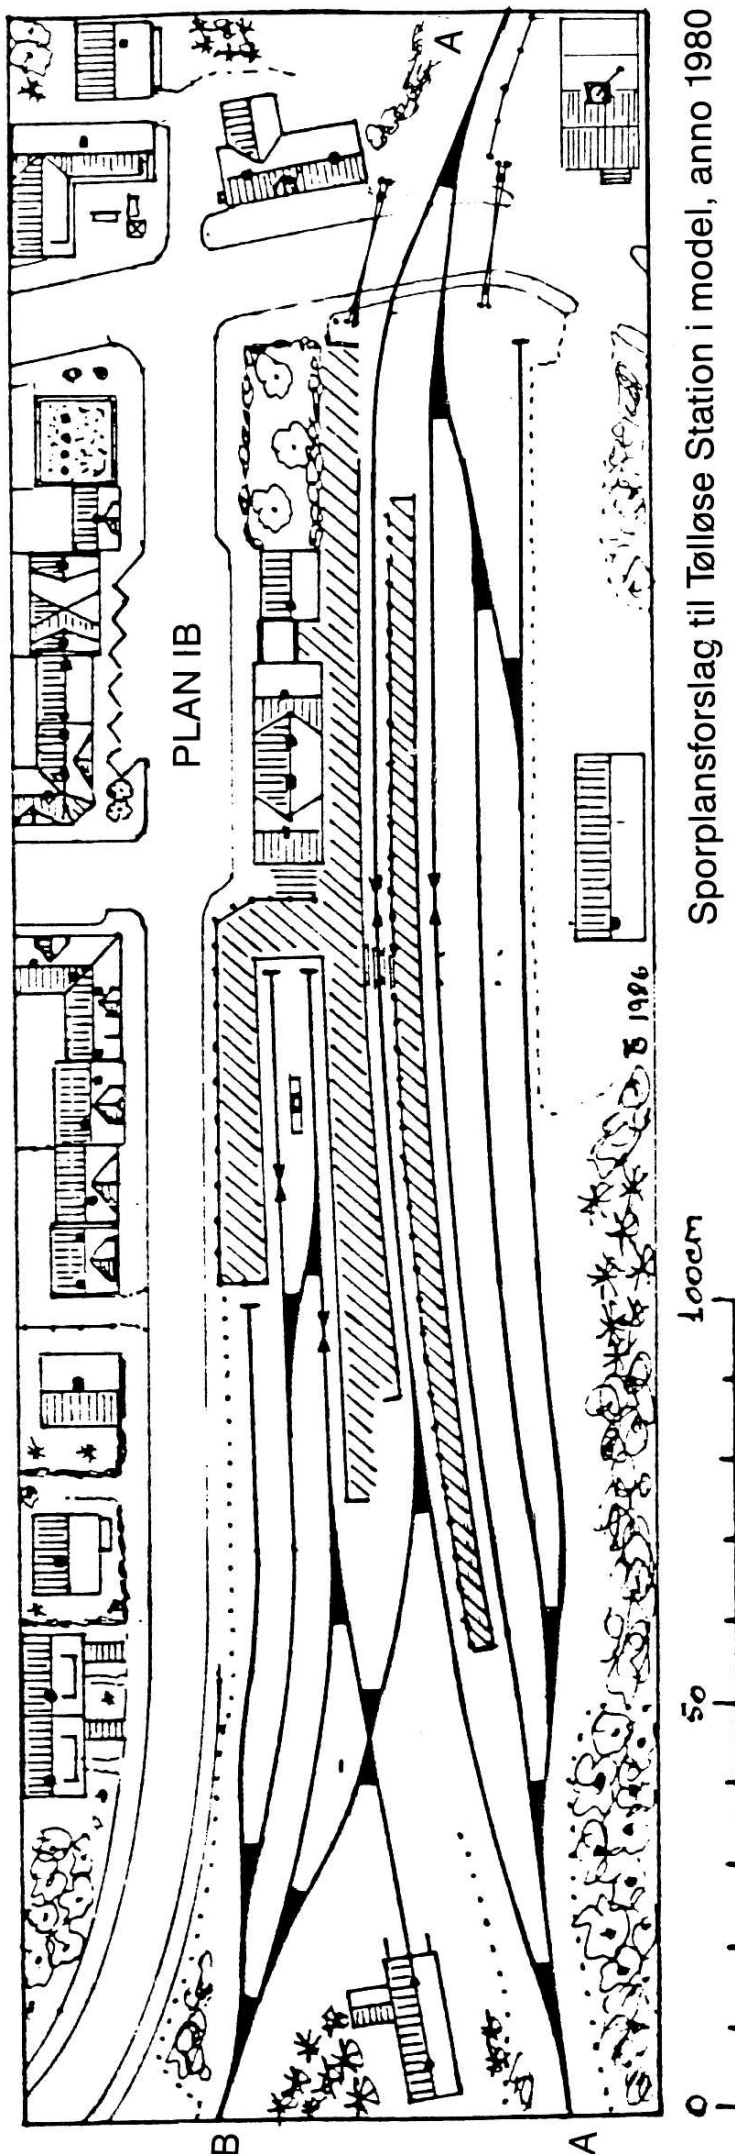 PLAN IB
A
B
A
B 1986
0 50 100cm
Sporplansforslag til Tølløse Station i model, anno 1980